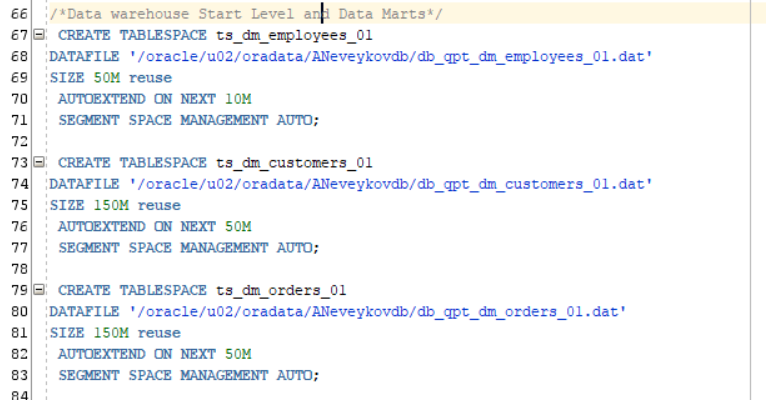 66 /*Data warehouse Start Level and Data Marts*/
67 CREATE TABLESPACE ts_dm_employees_01
68 DATAFILE '/oracle/u02/oradata/ANeveykovdb/db_qpt_dm_employees_01.dat'
69 SIZE 50M reuse
70 AUTOEXTEND ON NEXT 10M
71 SEGMENT SPACE MANAGEMENT AUTO;
72
73 CREATE TABLESPACE ts_dm_customers_01
74 DATAFILE '/oracle/u02/oradata/ANeveykovdb/db_qpt_dm_customers_01.dat'
75 SIZE 150M reuse
76 AUTOEXTEND ON NEXT 50M
77 SEGMENT SPACE MANAGEMENT AUTO;
78
79 CREATE TABLESPACE ts_dm_orders_01
80 DATAFILE '/oracle/u02/oradata/ANeveykovdb/db_qpt_dm_orders_01.dat'
81 SIZE 150M reuse
82 AUTOEXTEND ON NEXT 50M
83 SEGMENT SPACE MANAGEMENT AUTO;
84